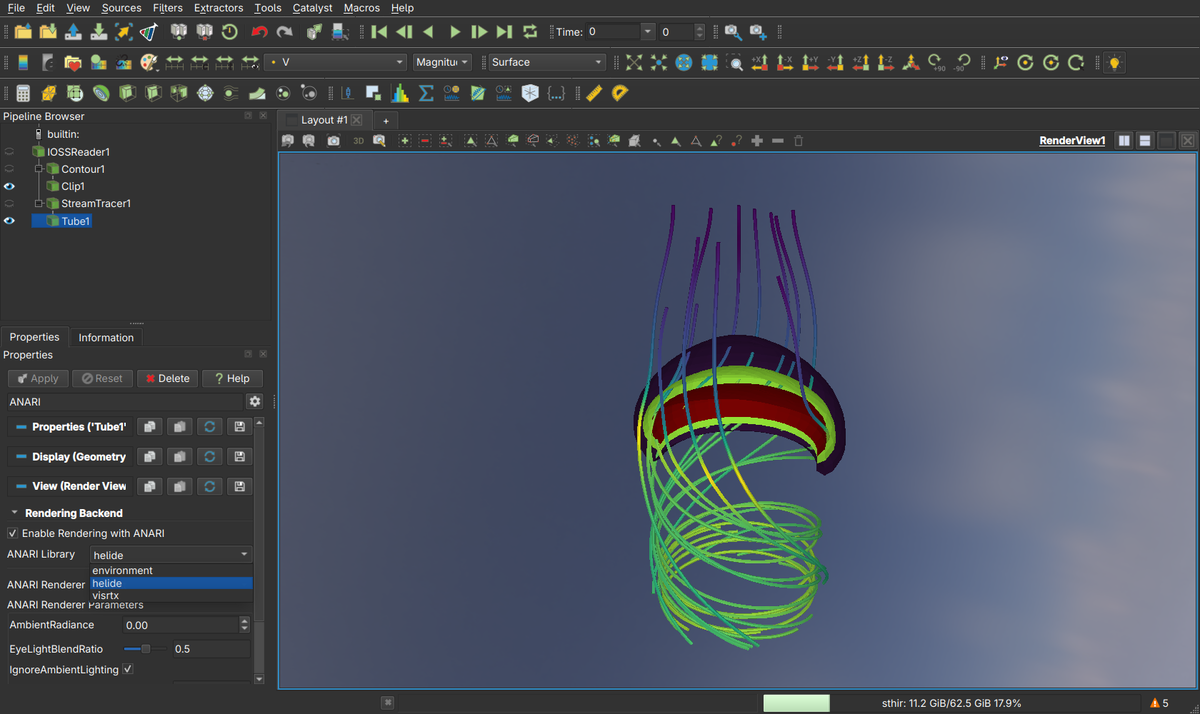 File Edit View Sources Filters Extractors Tools Catalyst Macros Help
Time: 0 0
V Magnitu Surface +X -X +Y -Y +Z -Z +90 -90
Pipeline Browser
builtin:
IOSSReader1
Contour1
Clip1
StreamTracer1
Tube1
Layout #1 +
3D RenderView1
Properties Information
Properties
Apply Reset Delete ? Help
ANARI
Properties ('Tube1'
Display (Geometry
View (Render View
Rendering Backend
Enable Rendering with ANARI
ANARI Library helide
environment
ANARI Renderer helide
visrtx
ANARI Renderer Parameters
AmbientRadiance 0.00
EyeLightBlendRatio 0.5
IgnoreAmbientLighting
sthir: 11.2 GiB/62.5 GiB 17.9% 5